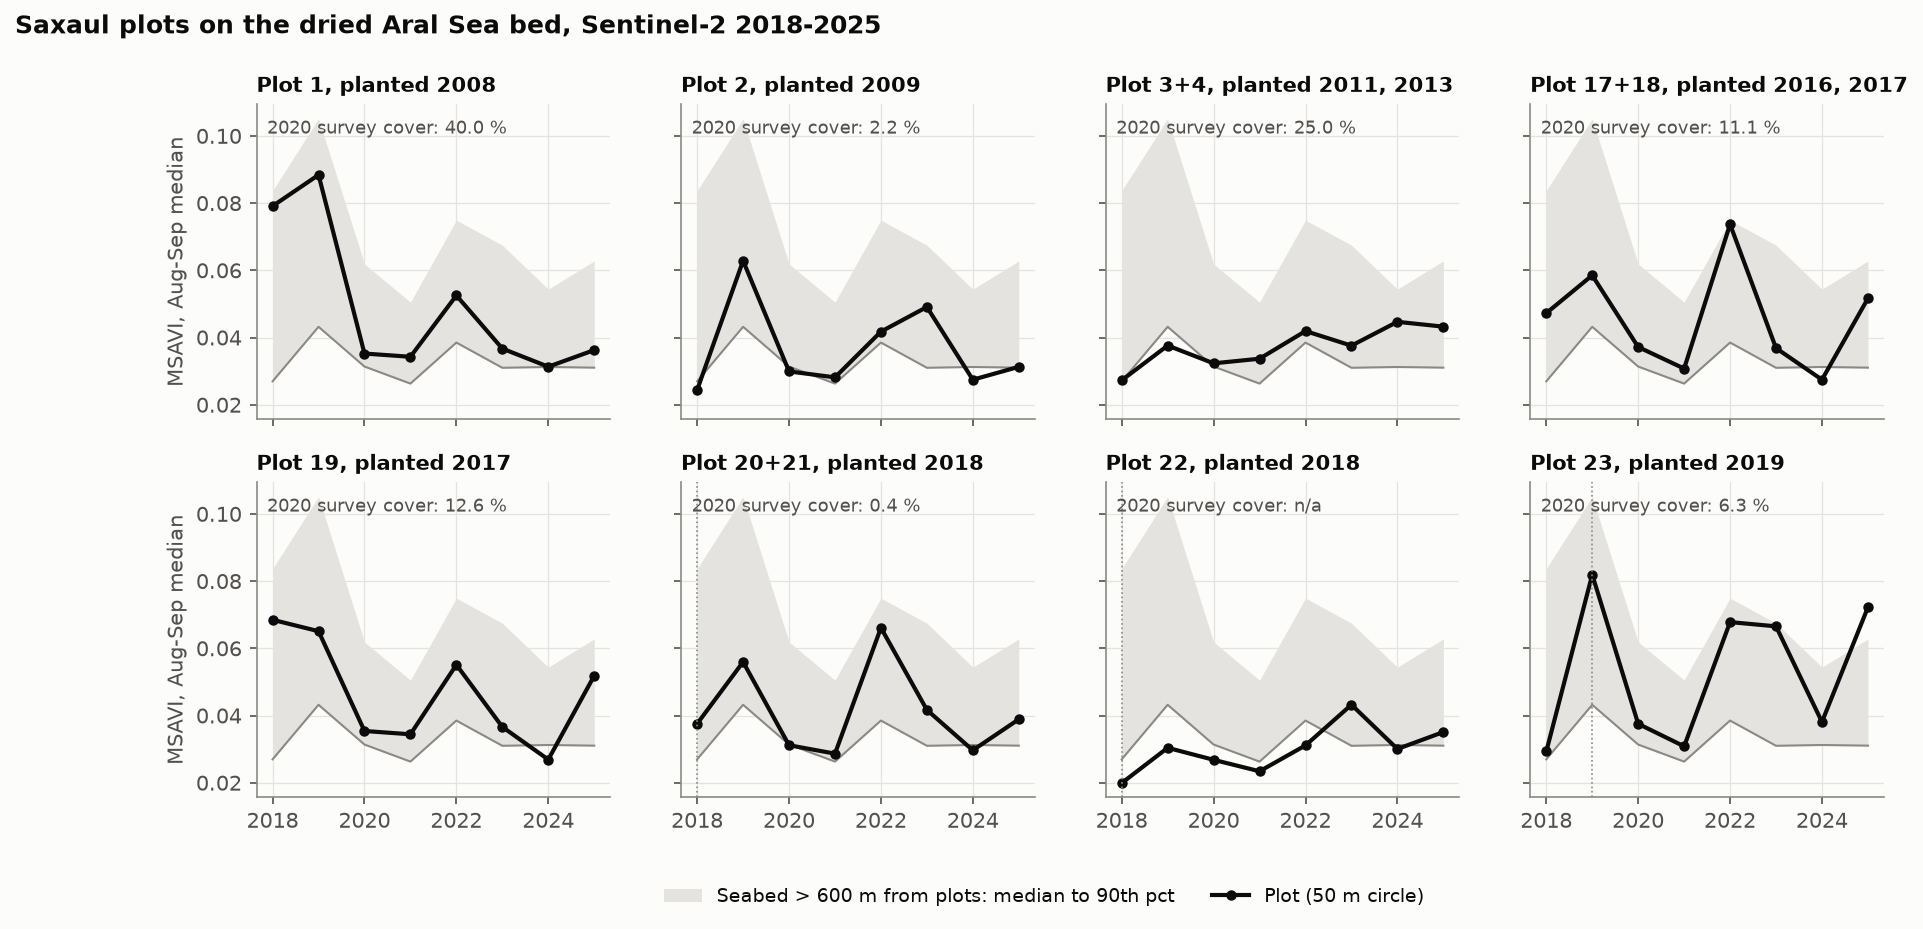 Saxaul plots on the dried Aral Sea bed, Sentinel-2 2018-2025
Plot 1, planted 2008
Plot 2, planted 2009
Plot 3+4, planted 2011, 2013
Plot 17+18, planted 2016, 2017
2020 survey cover: 40.0 %
2020 survey cover: 2.2 %
2020 survey cover: 25.0 %
2020 survey cover: 11.1 %
MSAVI, Aug-Sep median
0.10
0.08
0.06
0.04
0.02
Plot 19, planted 2017
Plot 20+21, planted 2018
Plot 22, planted 2018
Plot 23, planted 2019
2020 survey cover: 12.6 %
2020 survey cover: 0.4 %
2020 survey cover: n/a
2020 survey cover: 6.3 %
MSAVI, Aug-Sep median
0.10
0.08
0.06
0.04
0.02
2018 2020 2022 2024
2018 2020 2022 2024
2018 2020 2022 2024
2018 2020 2022 2024
Seabed > 600 m from plots: median to 90th pct
Plot (50 m circle)